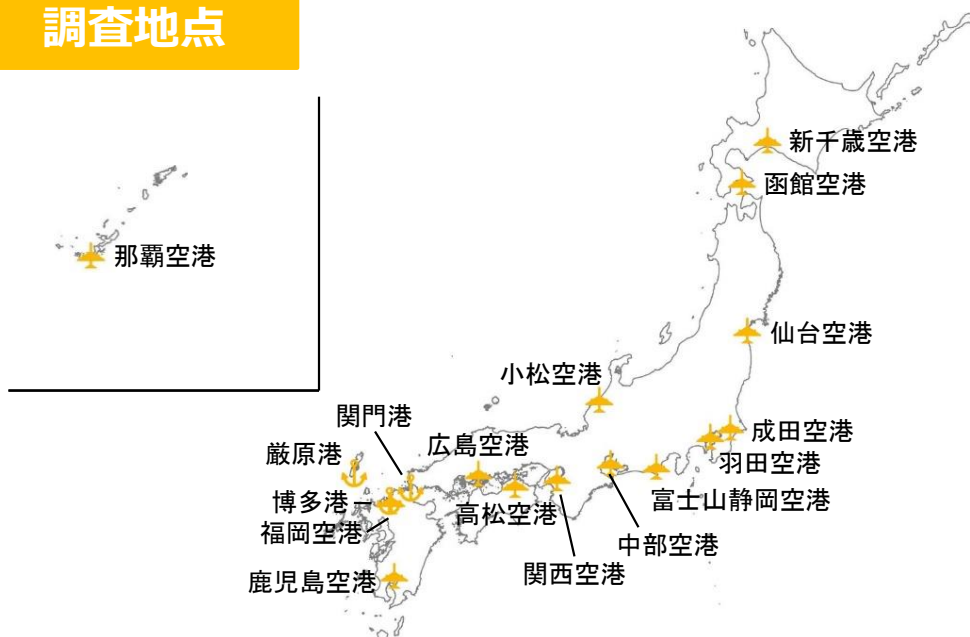 調査地点
新千歳空港
函館空港
那覇空港
仙台空港
小松空港
関門港
成田空港
広島空港
厳原港
羽田空港
博多港
富士山静岡空港
高松空港
福岡空港
中部空港
関西空港
鹿児島空港